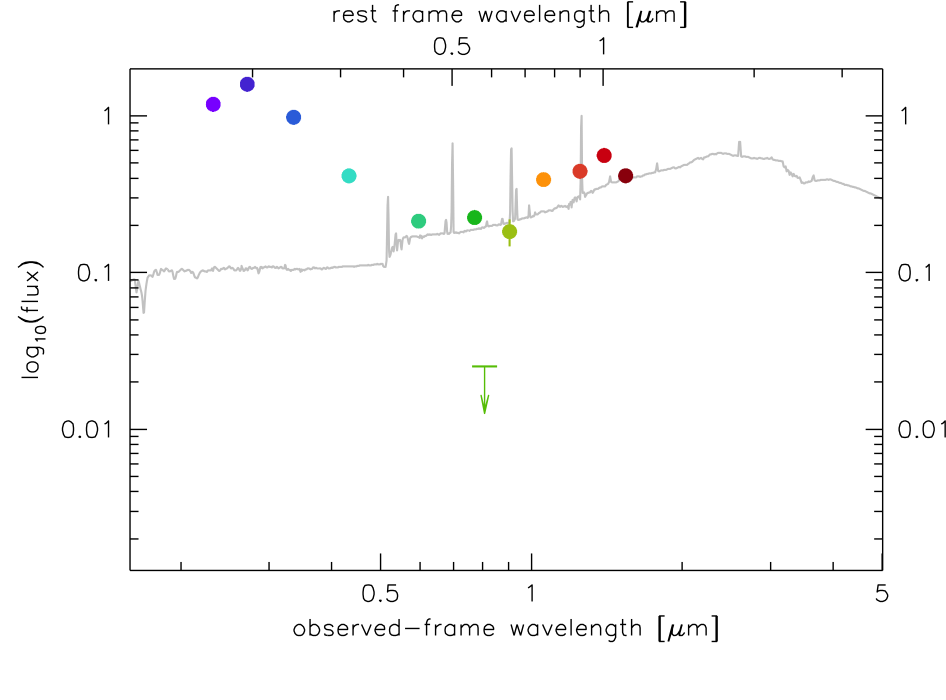 rest frame wavelength [μm]
0.5 1
1 1
0.1 0.1
0.01 0.01
log10(flux)
0.5 1 5
observed-frame wavelength [μm]